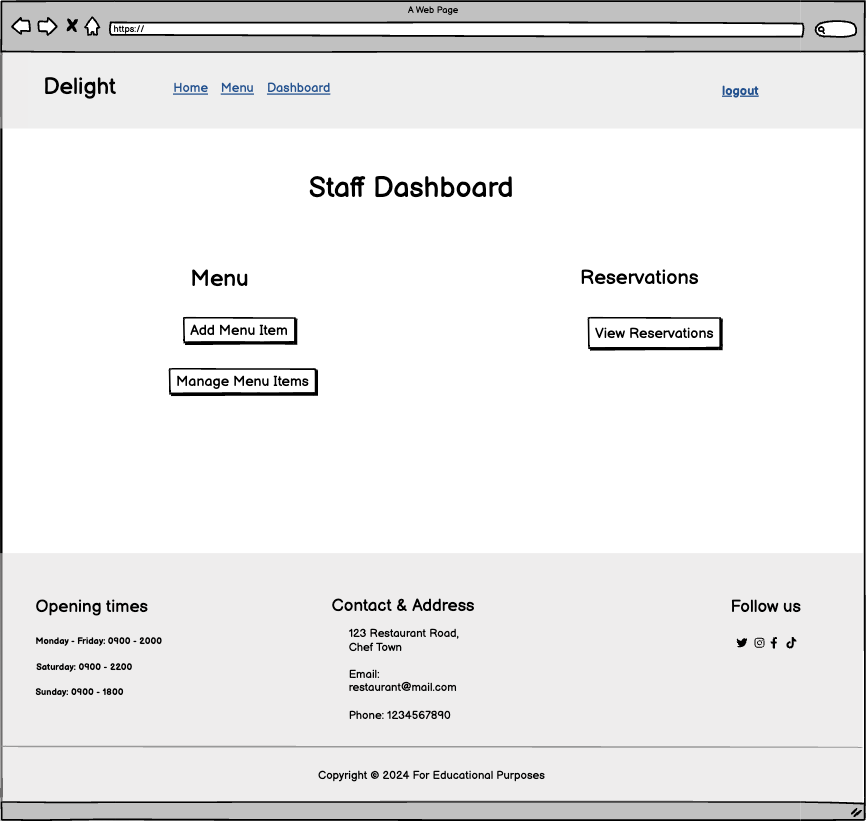 A Web Page
https://
Delight
Home Menu Dashboard
logout
Staff Dashboard
Menu
Reservations
Add Menu Item
View Reservations
Manage Menu Items
Opening times
Monday - Friday: 0900 - 2000
Saturday: 0900 - 2200
Sunday: 0900 - 1800
Contact & Address
123 Restaurant Road,
Chef Town
Email:
restaurant@mail.com
Phone: 1234567890
Follow us
Copyright © 2024 For Educational Purposes